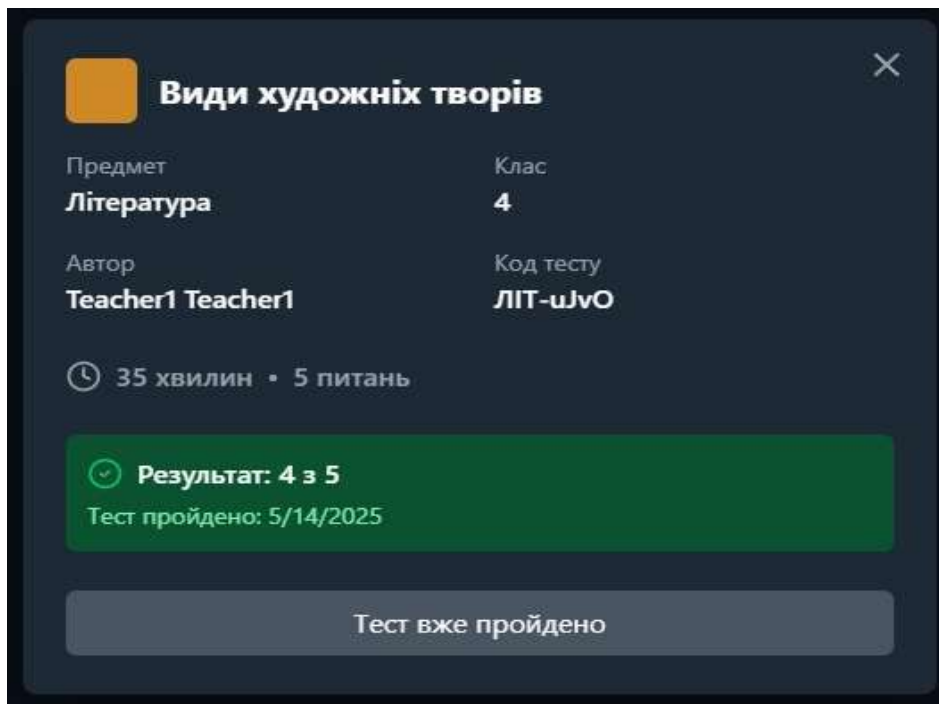 Види художніх творів
Предмет
Література
Клас
4
Автор
Teacher1 Teacher1
Код тесту
ЛІТ-uJvO
35 хвилин • 5 питань
Результат: 4 з 5
Тест пройдено: 5/14/2025
Тест вже пройдено